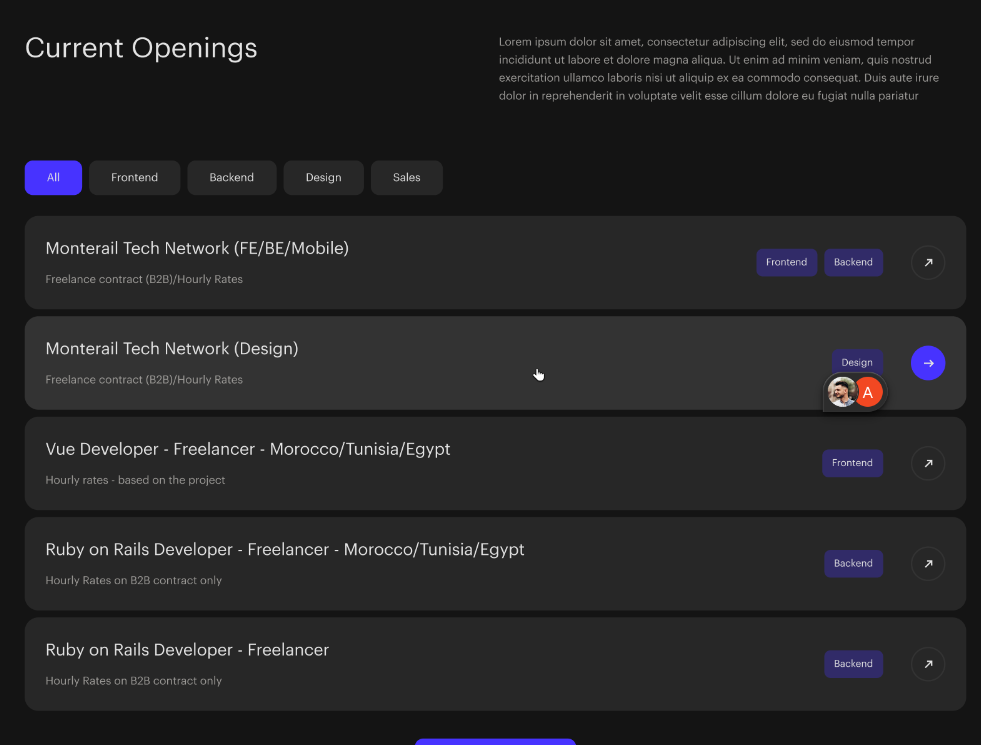 Current Openings
Lorem ipsum dolor sit amet, consectetur adipiscing elit, sed do eiusmod tempor
incididunt ut labore et dolore magna aliqua. Ut enim ad minim veniam, quis nostrud
exercitation ullamco laboris nisi ut aliquip ex ea commodo consequat. Duis aute irure
dolor in reprehenderit in voluptate velit esse cillum dolore eu fugiat nulla pariatur
All
Frontend
Backend
Design
Sales
Monterail Tech Network (FE/BE/Mobile)
Freelance contract (B2B)/Hourly Rates
Frontend
Backend
Monterail Tech Network (Design)
Freelance contract (B2B)/Hourly Rates
Design
A
Vue Developer - Freelancer - Morocco/Tunisia/Egypt
Hourly rates - based on the project
Frontend
Ruby on Rails Developer - Freelancer - Morocco/Tunisia/Egypt
Hourly Rates on B2B contract only
Backend
Ruby on Rails Developer - Freelancer
Hourly Rates on B2B contract only
Backend